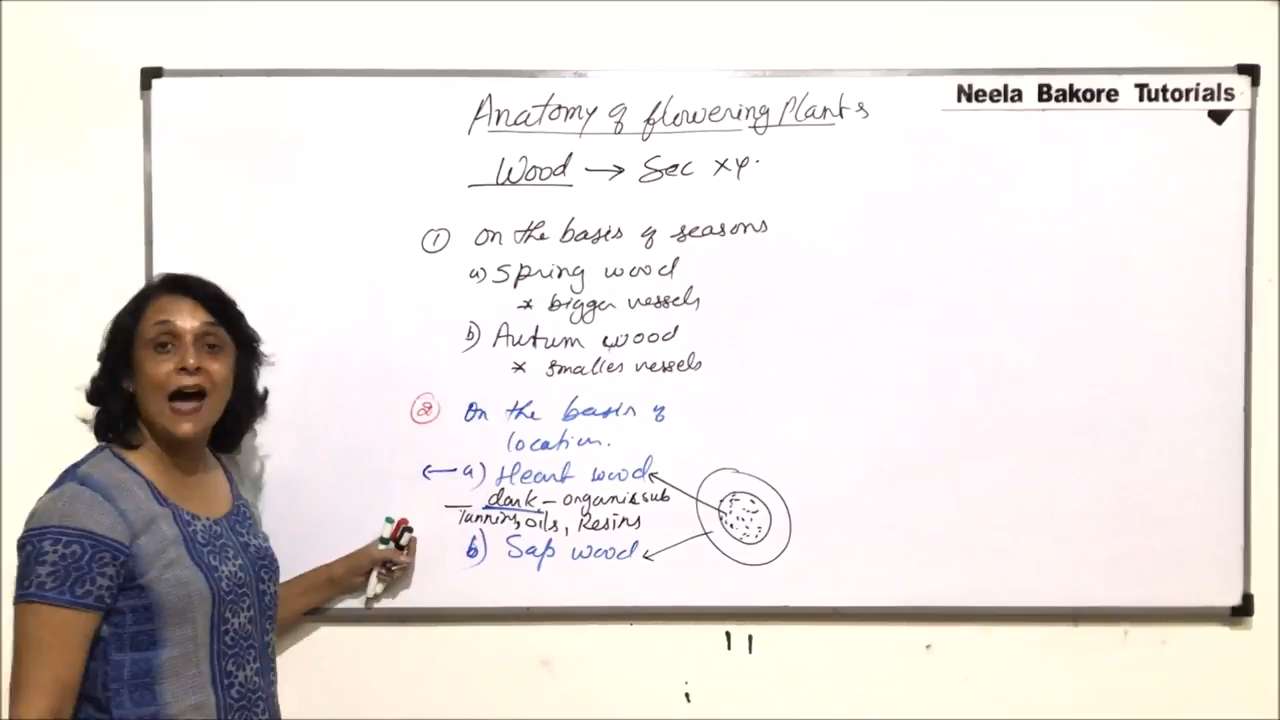 Neela Bakore Tutorials
Anatomy of flowering Plants
Wood → Sec xy.
① On the basis of seasons
a) Spring wood
* bigger vessels
b) Autum wood
* smaller vessels
② On the basis of
location.
← a) Heart wood
dark - organic sub
Tannins, oils, Resins
b) Sap wood